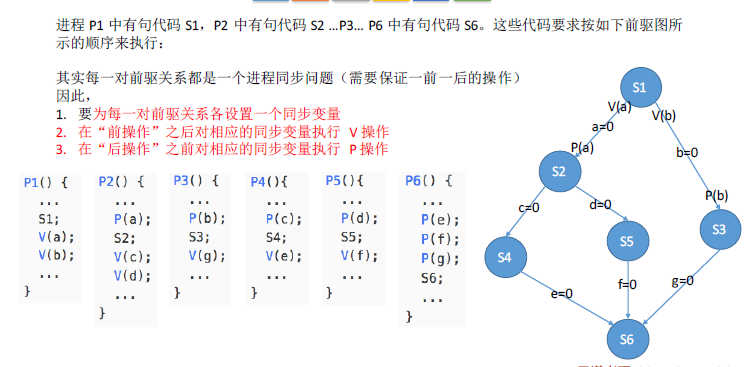 进程 P1 中有句代码 S1，P2 中有句代码 S2 …P3… P6 中有句代码 S6。这些代码要求按如下前驱图所
示的顺序来执行：
其实每一对前驱关系都是一个进程同步问题（需要保证一前一后的操作）
因此，
1. 要为每一对前驱关系各设置一个同步变量
2. 在“前操作”之后对相应的同步变量执行 V 操作
3. 在“后操作”之前对相应的同步变量执行 P 操作
P1() {
...
S1;
V(a);
V(b);
...
}
P2() {
...
P(a);
S2;
V(c);
V(d);
...
}
P3() {
...
P(b);
S3;
V(g);
...
}
P4(){
...
P(c);
S4;
V(e);
...
}
P5(){
...
P(d);
S5;
V(f);
...
}
P6() {
...
P(e);
P(f);
P(g);
S6;
...
}
S1
V(a)
V(b)
a=0
P(a)
b=0
S2
P(b)
c=0
d=0
S3
S4
S5
e=0
f=0
g=0
S6